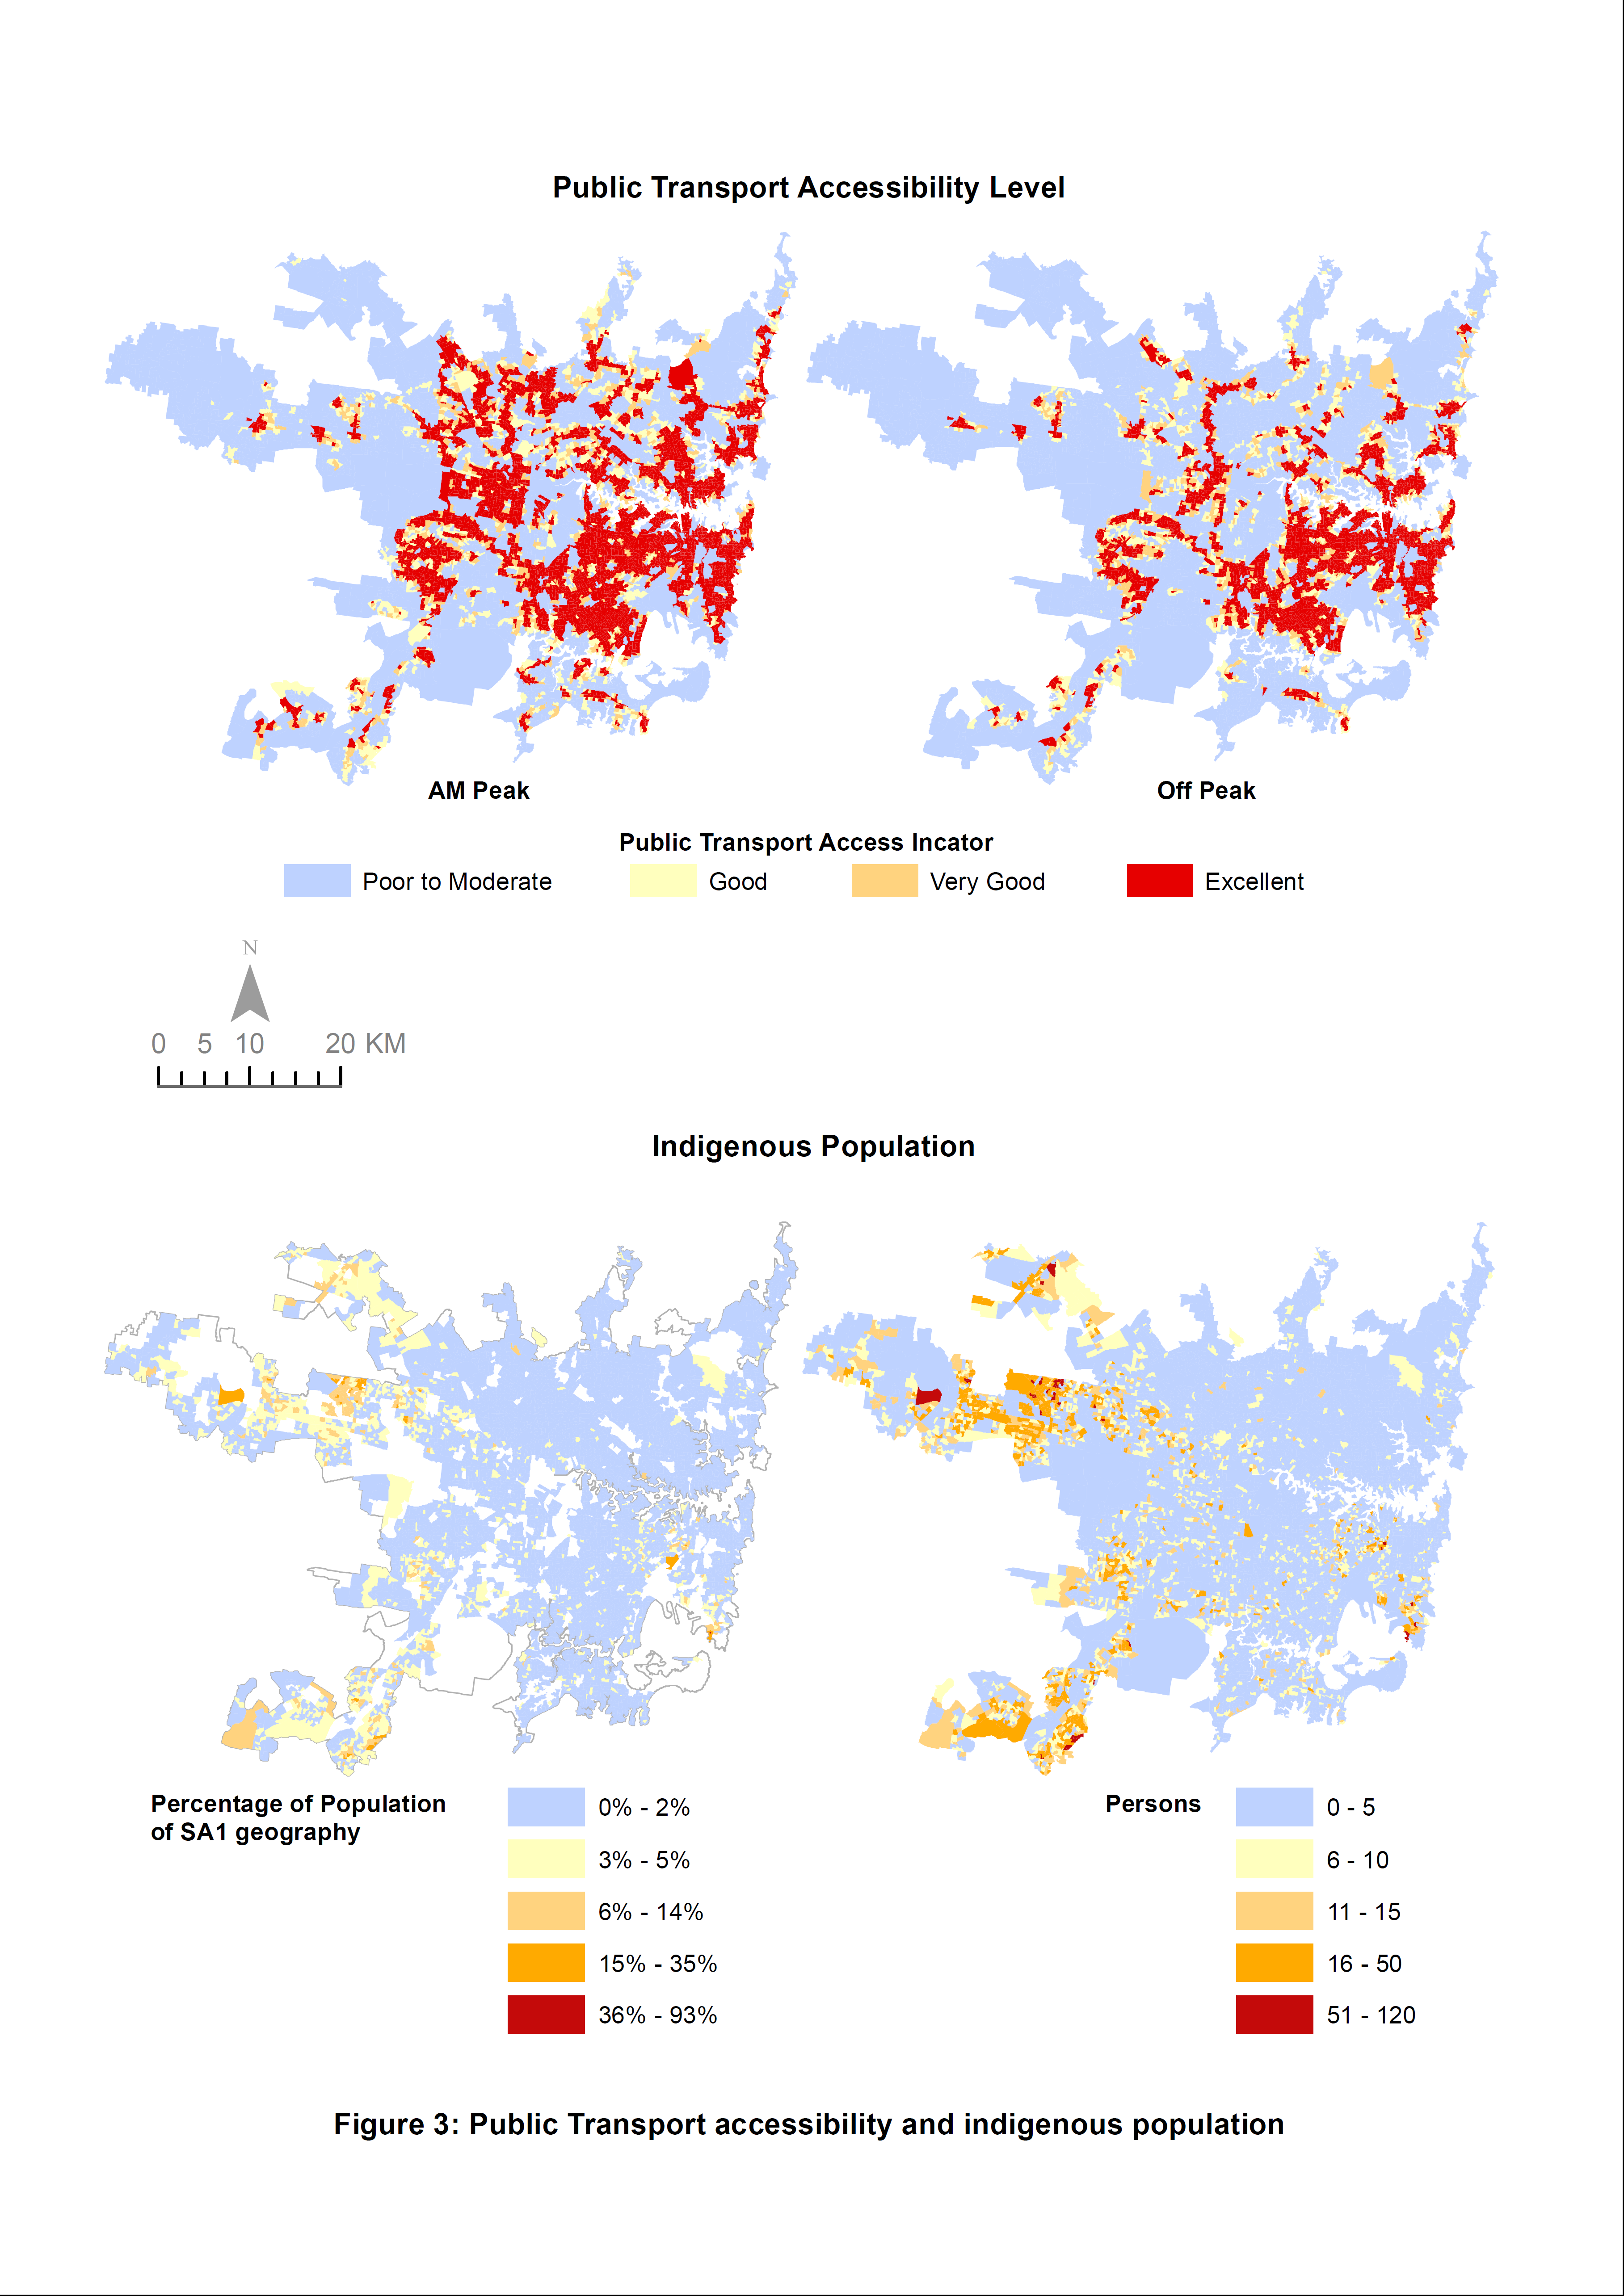 Public Transport Accessibility Level
AM Peak
Off Peak
Public Transport Access Incator
Poor to Moderate
Good
Very Good
Excellent
N
0 5 10 20 KM
Indigenous Population
Percentage of Population
of SA1 geography
0% - 2%
3% - 5%
6% - 14%
15% - 35%
36% - 93%
Persons
0 - 5
6 - 10
11 - 15
16 - 50
51 - 120
Figure 3: Public Transport accessibility and indigenous population